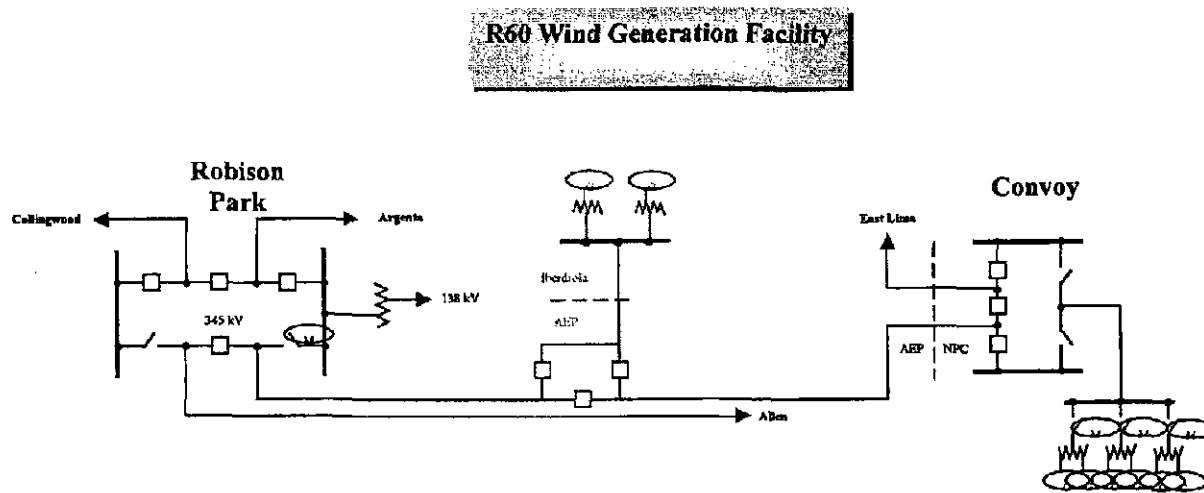 R60 Wind Generation Facility
Robison
Park
Convoy
Collingwood
Argenta
East Lima
Iberdrola
138 kV
345 kV
AEP
AEP
NPC
Allen